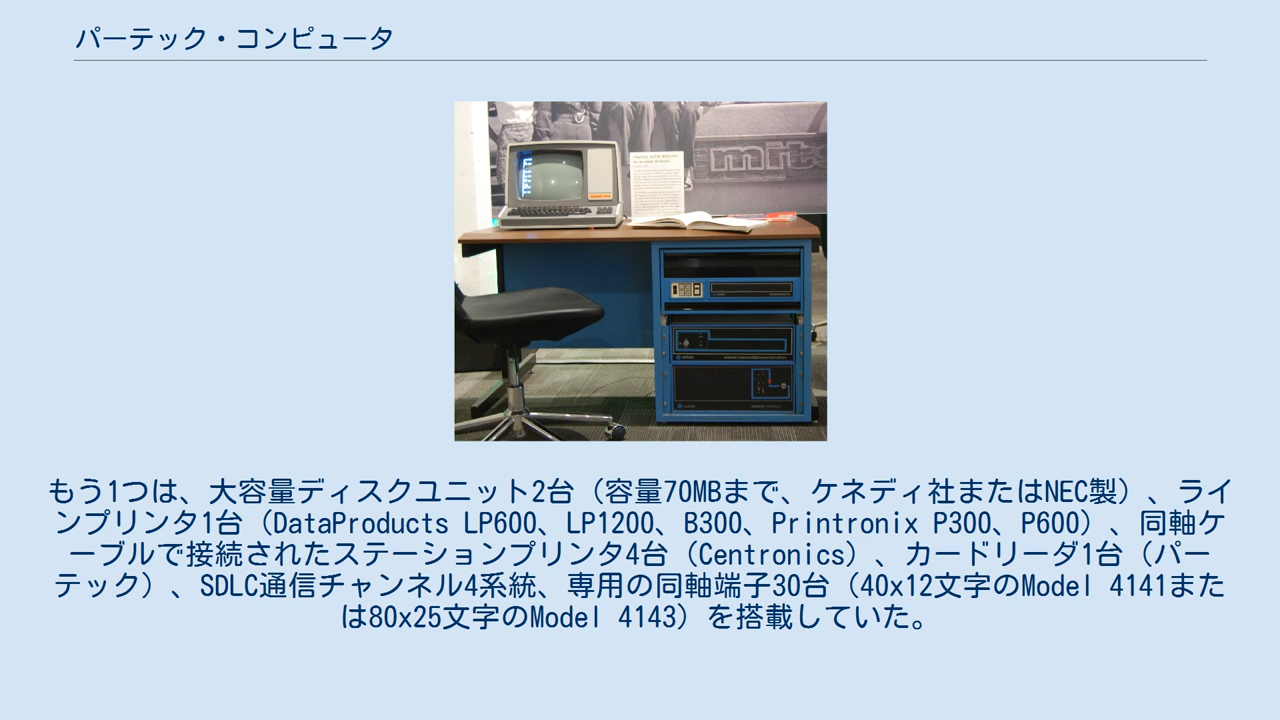 パーテック・コンピュータ
mits
もう1つは、大容量ディスクユニット2台（容量70MBまで、ケネディ社またはNEC製）、ライ
ンプリンタ1台（DataProducts LP600、LP1200、B300、Printronix P300、P600）、同軸ケ
ーブルで接続されたステーションプリンタ4台（Centronics）、カードリーダ1台（パー
テック）、SDLC通信チャンネル4系統、専用の同軸端子30台（40x12文字のModel 4141また
は80x25文字のModel 4143）を搭載していた。